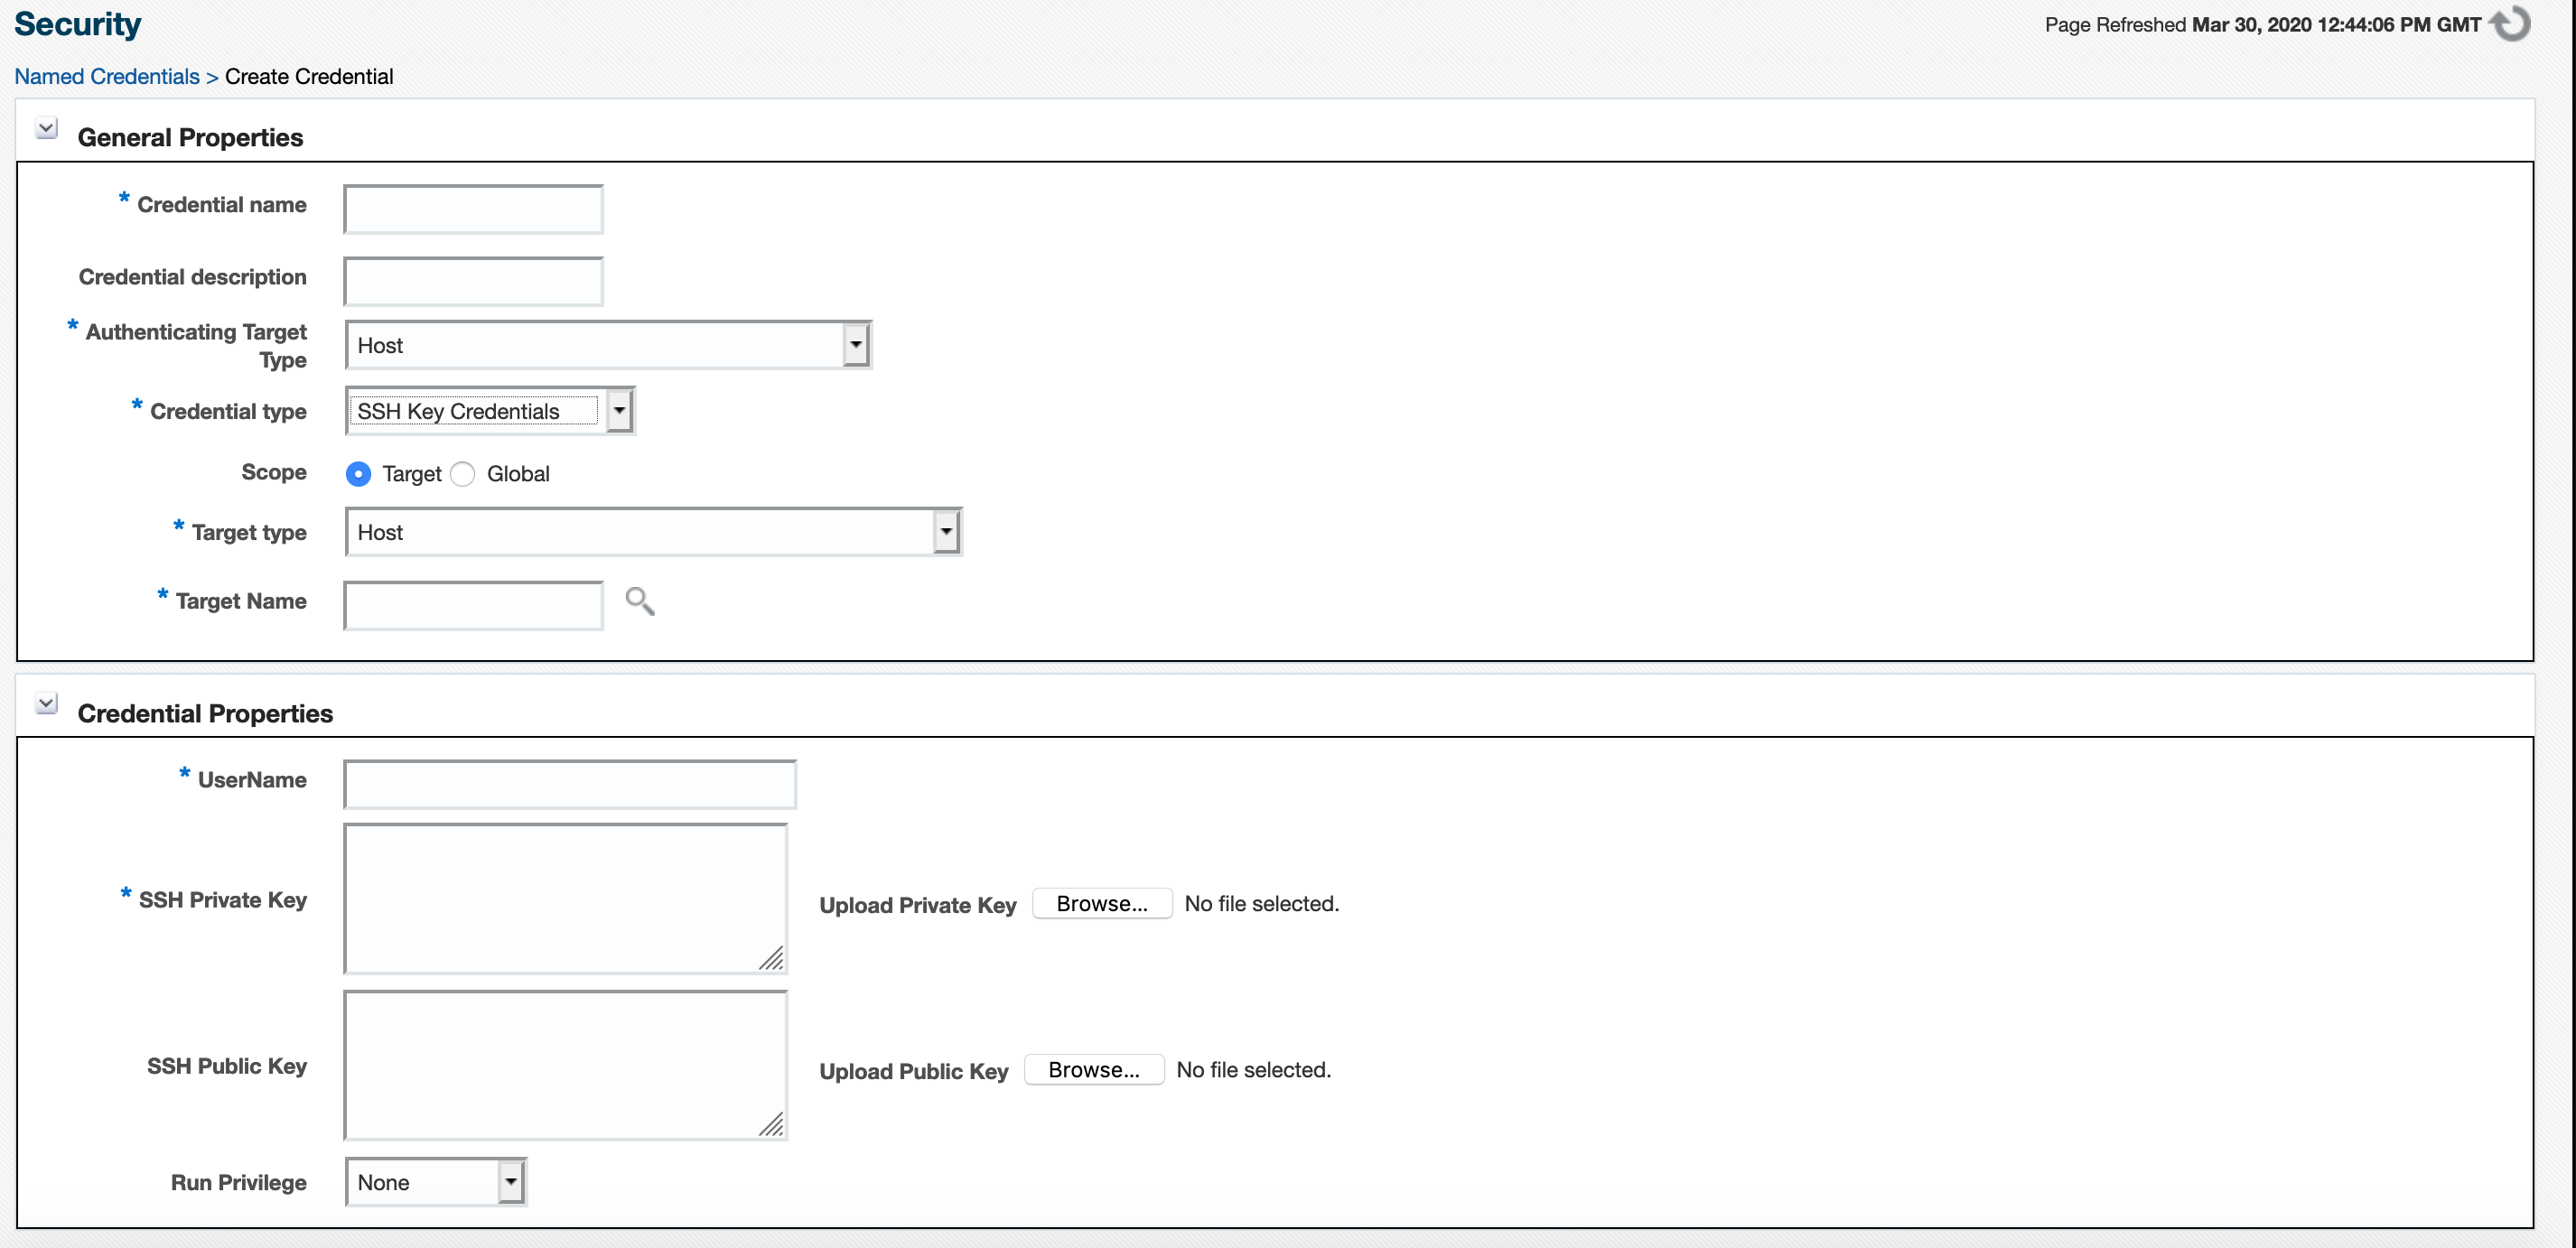 Security
Page Refreshed Mar 30, 2020 12:44:06 PM GMT
Named Credentials > Create Credential
General Properties
* Credential name
Credential description
* Authenticating Target
Type
Host
* Credential type
SSH Key Credentials
Scope
Target
Global
* Target type
Host
* Target Name
Credential Properties
* UserName
* SSH Private Key
Upload Private Key
Browse...
No file selected.
SSH Public Key
Upload Public Key
Browse...
No file selected.
Run Privilege
None